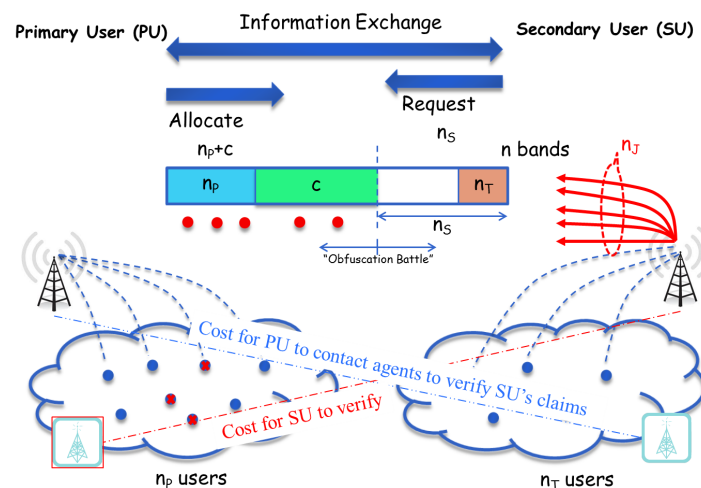 Information Exchange
Primary User (PU)
Secondary User (SU)
Allocate
Request
nP+c
nS
n bands
nJ
nP
c
nT
nS
"Obfuscation Battle"
Cost for PU to contact agents to verify SU's claims
Cost for SU to verify
nP users
nT users